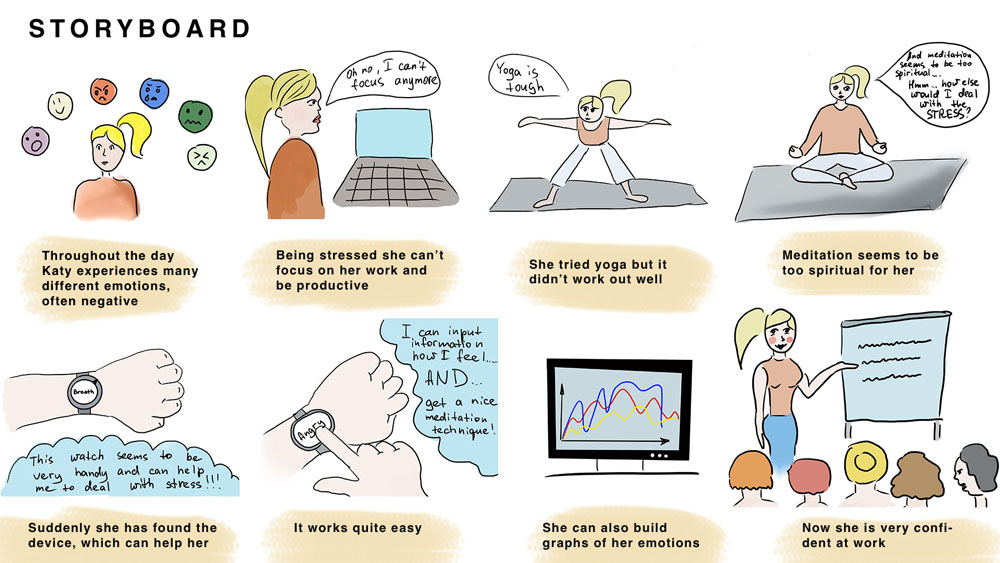 STORYBOARD
Oh no, I can't
focus anymore
Yoga is
tough
And meditation
seems to be too
spiritual...
Hmm... how else
would I deal
with the
STRESS?
Throughout the day
Katy experiences many
different emotions,
often negative
Being stressed she can't
focus on her work and
be productive
She tried yoga but it
didn't work out well
Meditation seems to be
too spiritual for her
Breath
This watch seems to be
very handy and can help
me to deal with stress!!!
Angry
I can input
information
how I feel....
AND...
get a nice
meditation
technique!
Suddenly she has found the
device, which can help her
It works quite easy
She can also build
graphs of her emotions
Now she is very confi-
dent at work